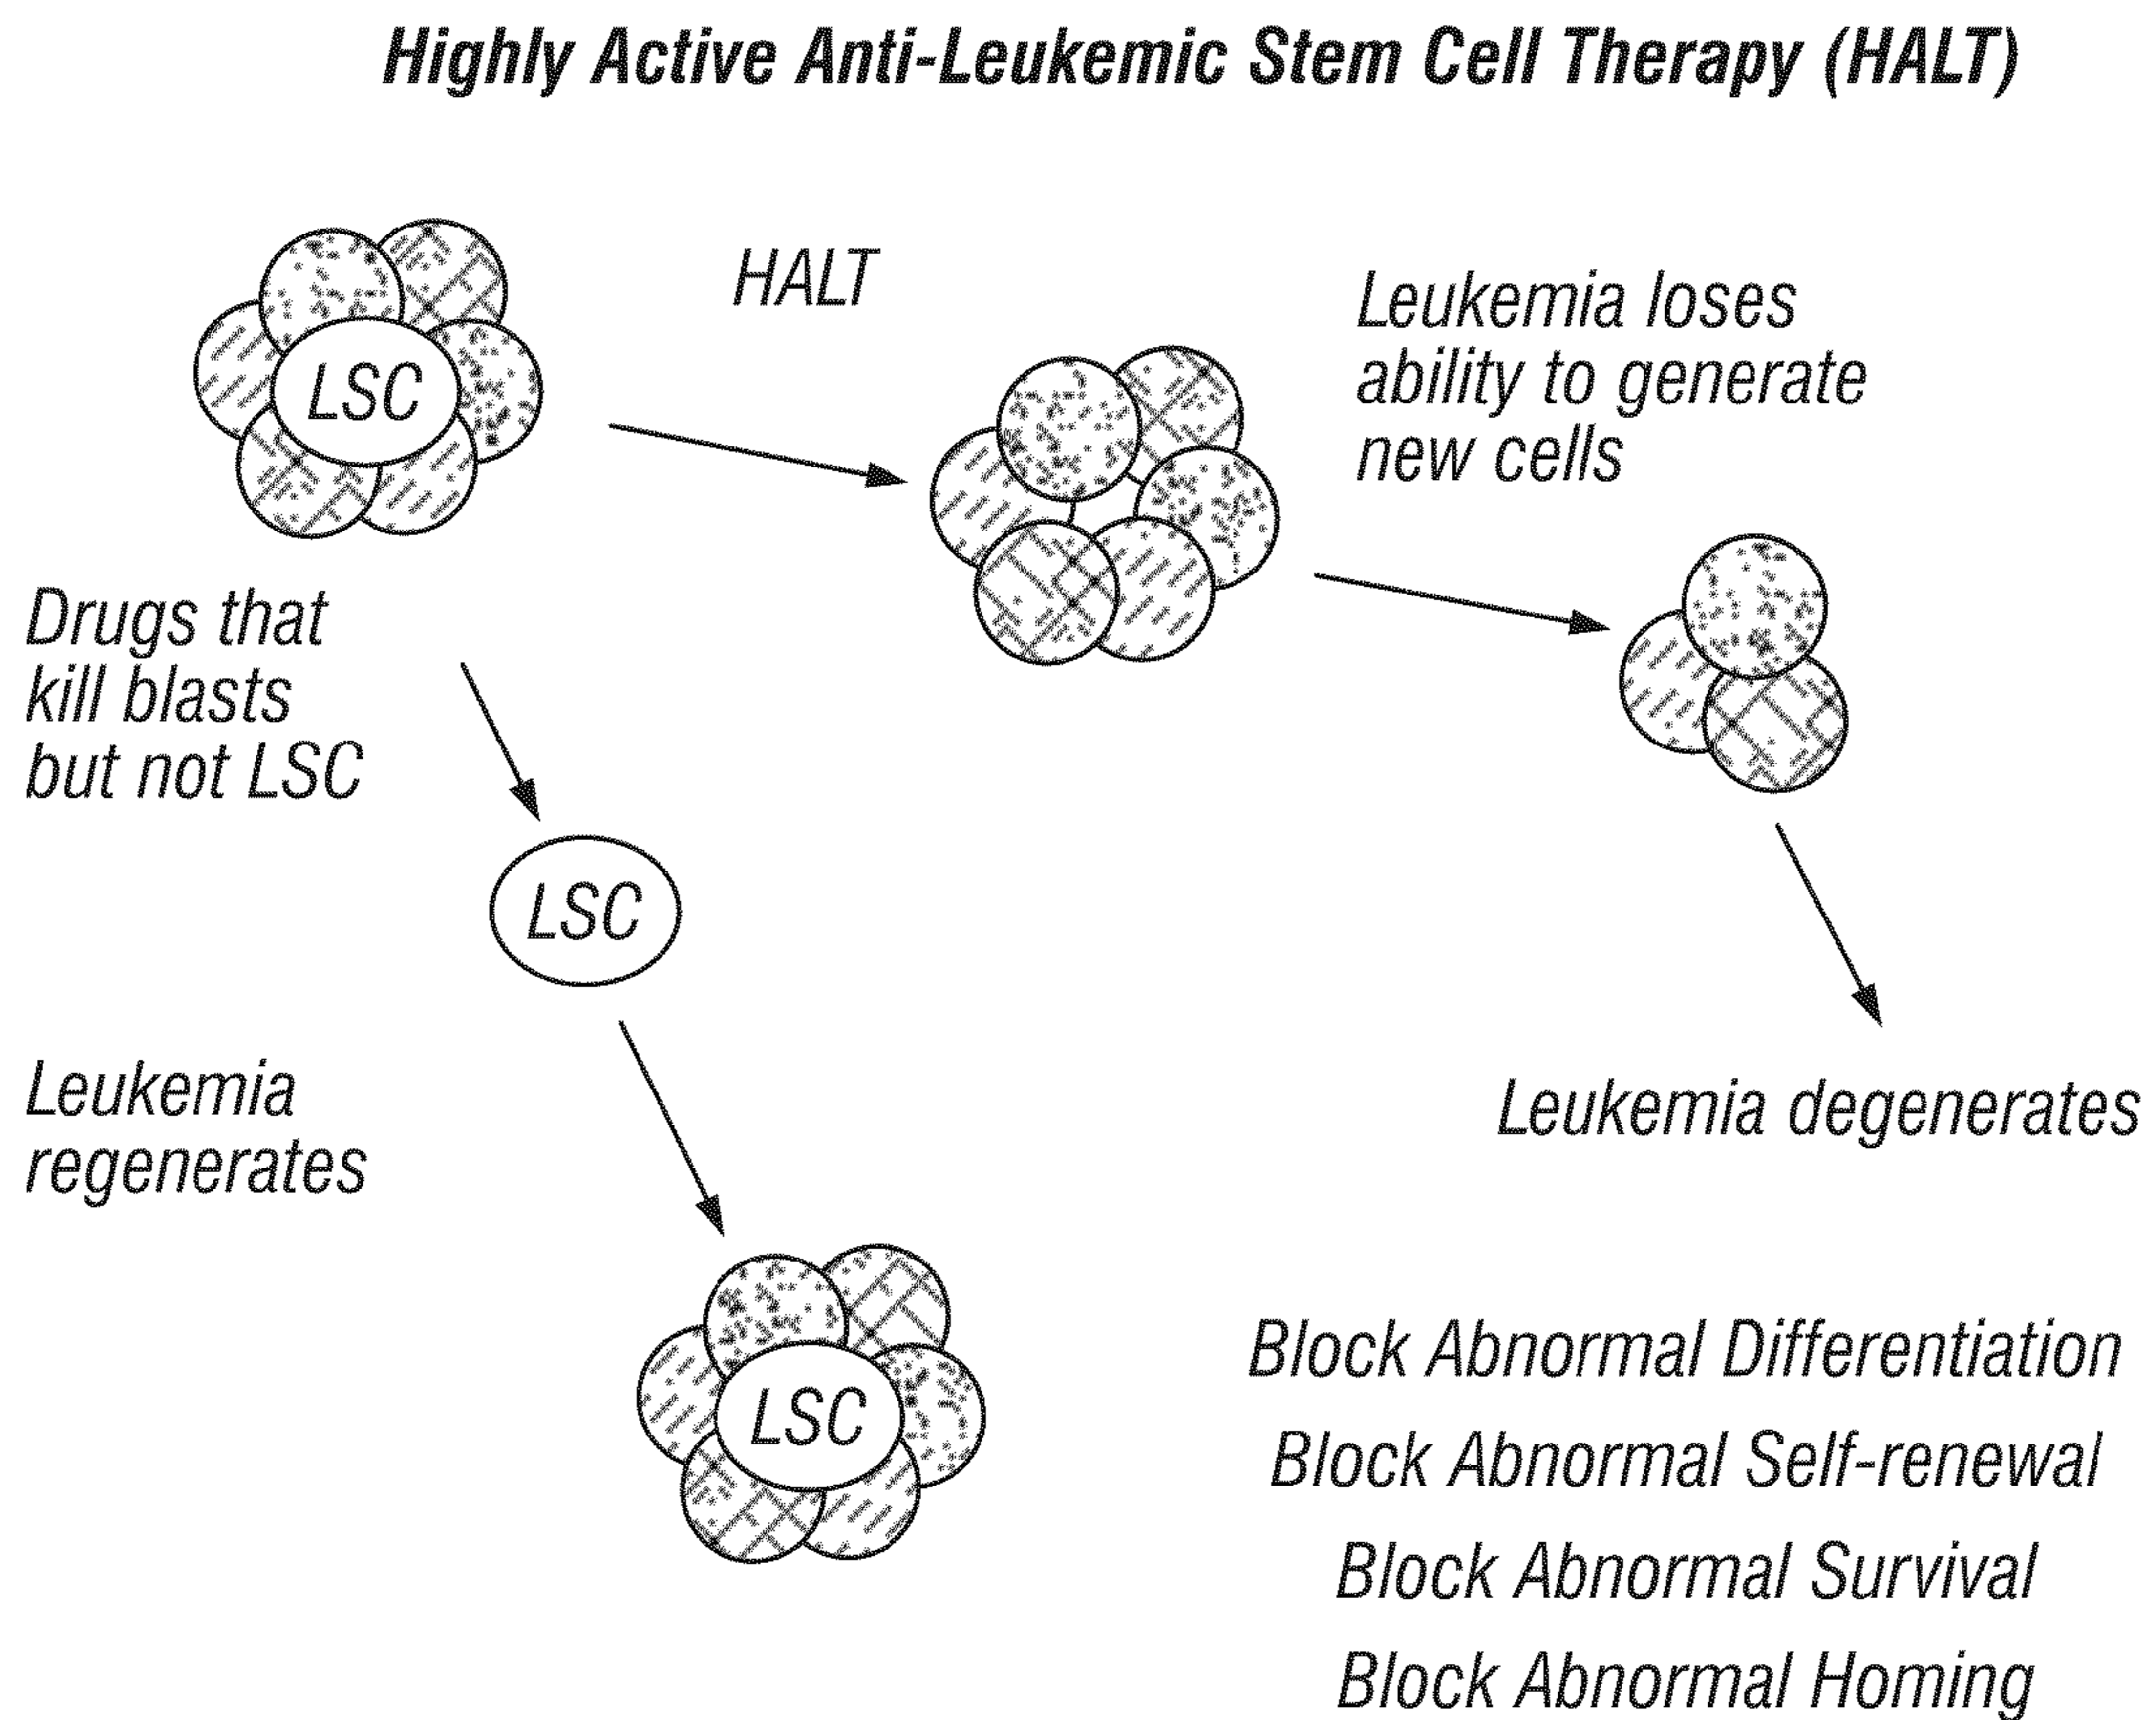 Highly Active Anti-Leukemic Stem Cell Therapy (HALT)
HALT
LSC
Leukemia loses
ability to generate
new cells
Drugs that
kill blasts
but not LSC
LSC
Leukemia
regenerates
Leukemia degenerates
LSC
Block Abnormal Differentiation
Block Abnormal Self-renewal
Block Abnormal Survival
Block Abnormal Homing